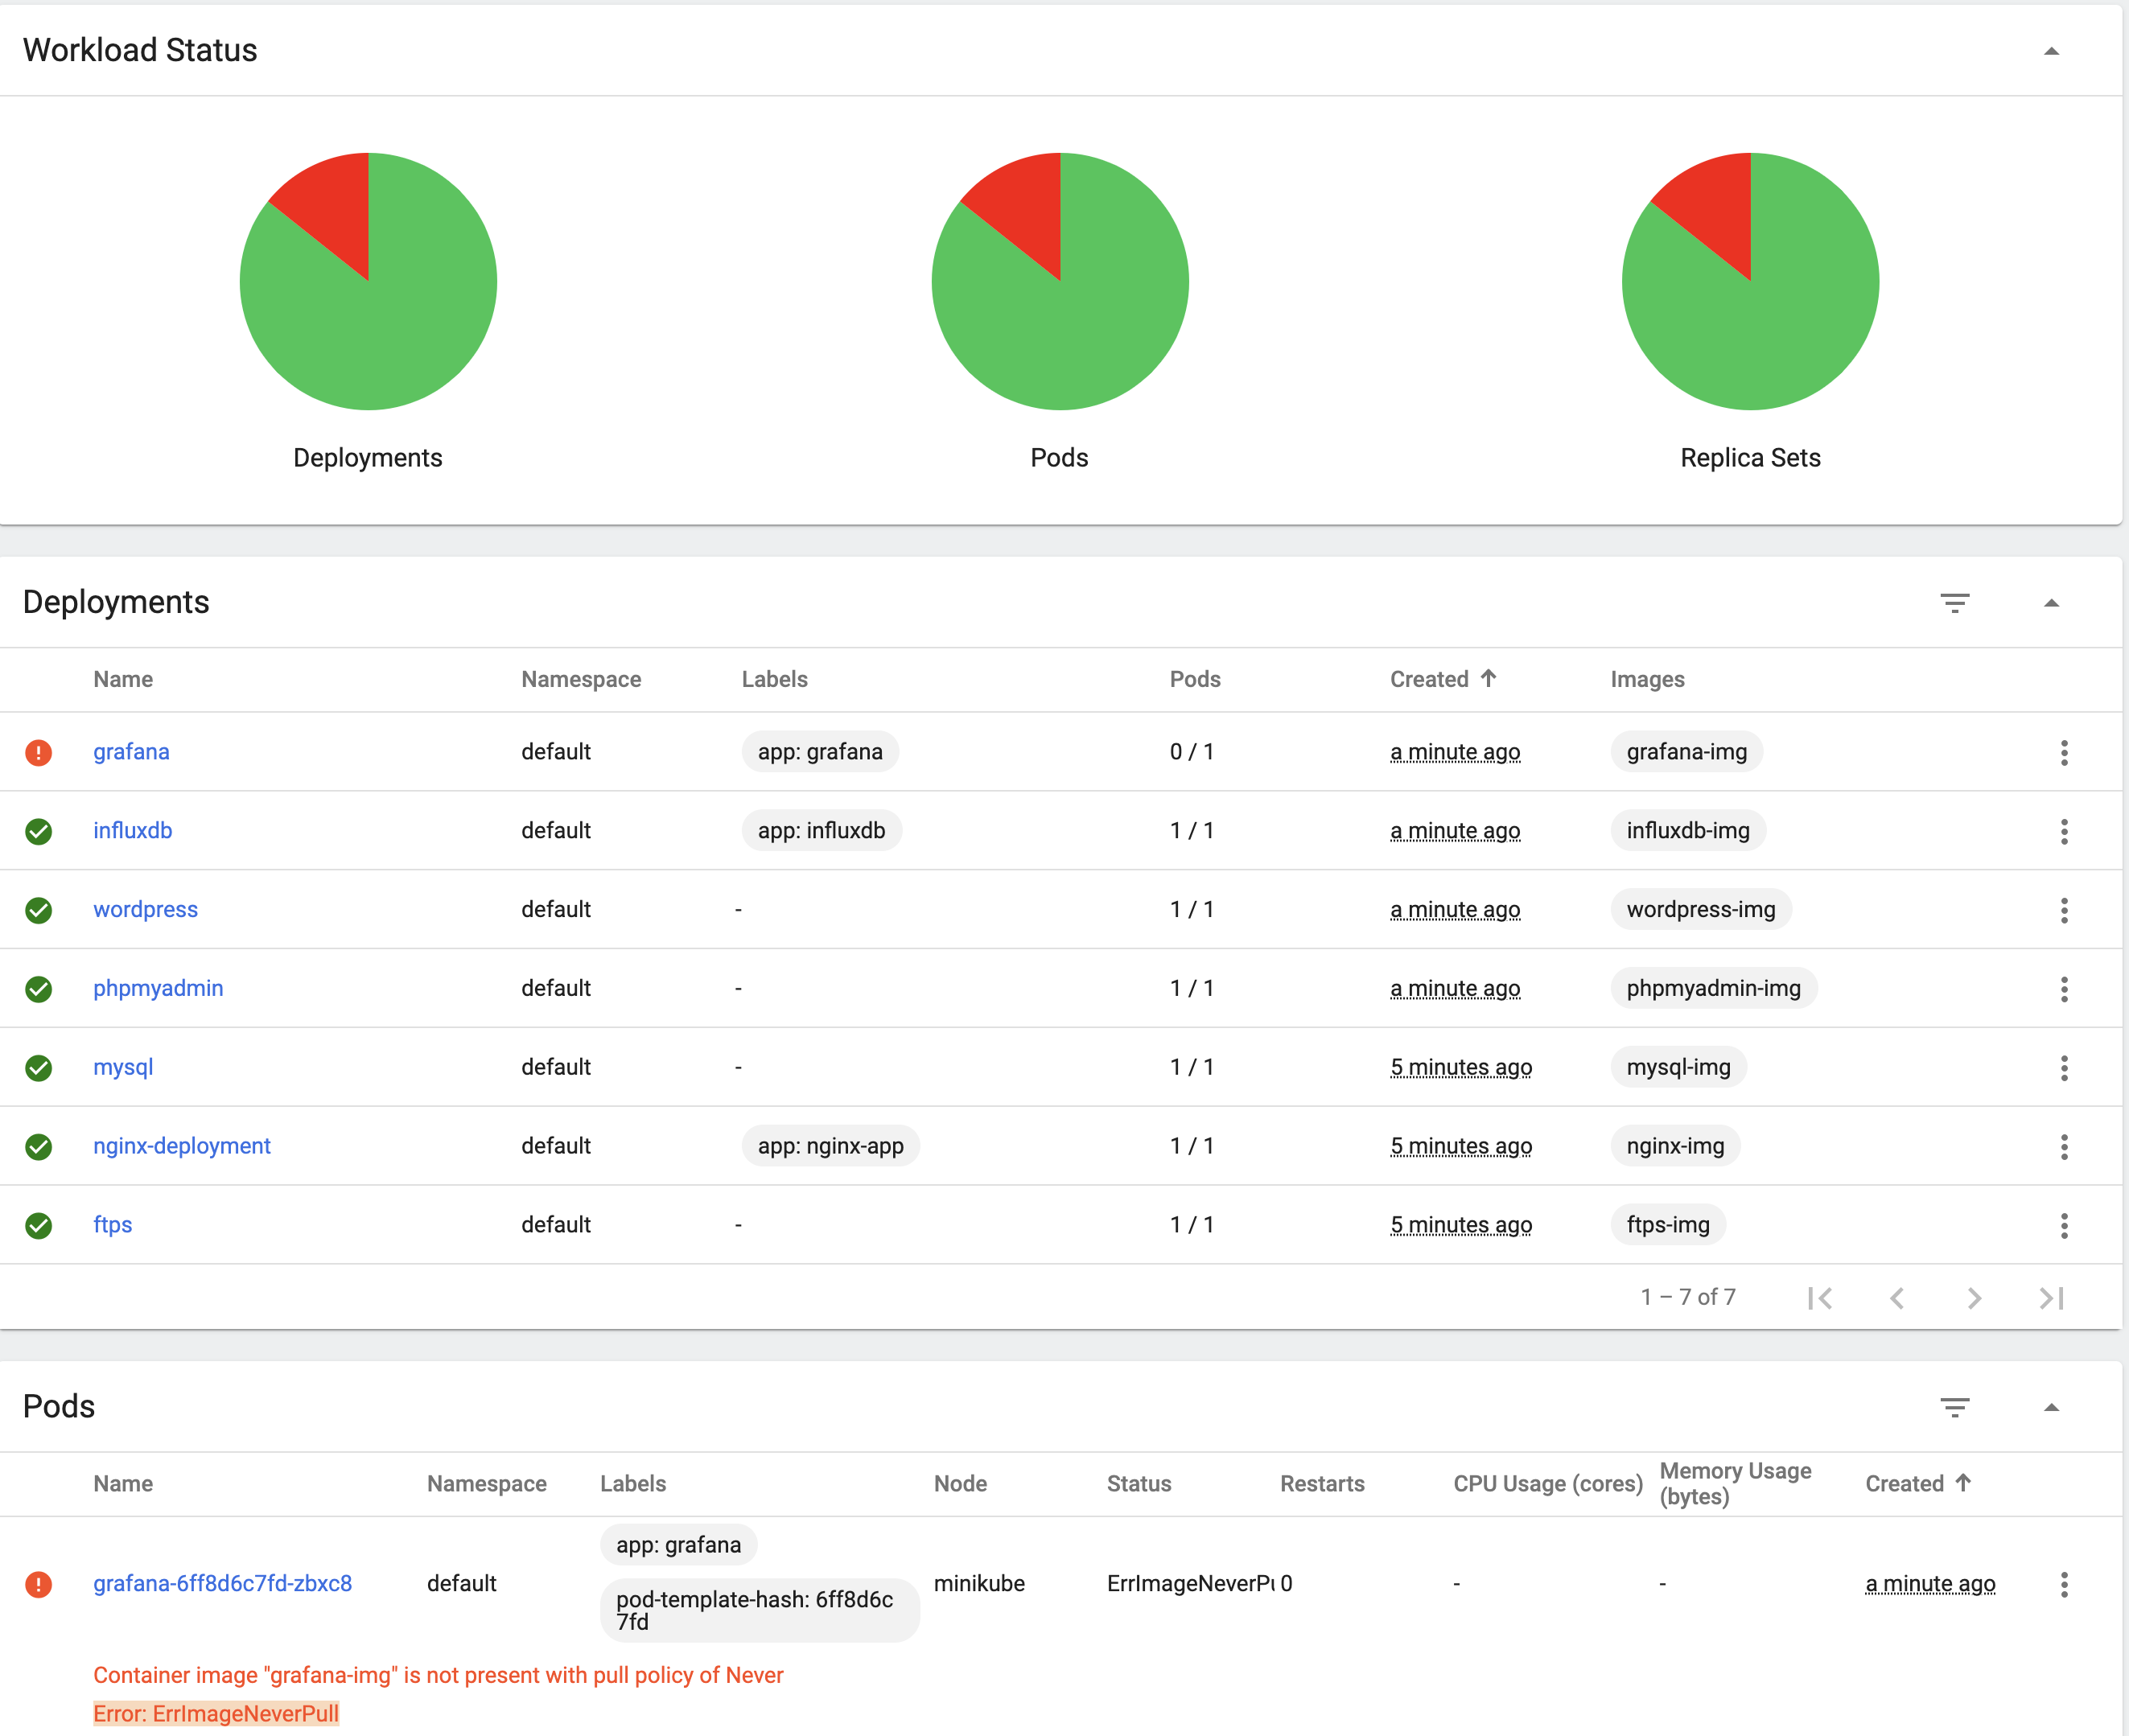 Workload Status
Deployments
Pods
Replica Sets
Deployments
Name Namespace Labels Pods Created Images
grafana default app: grafana 0 / 1 a minute ago grafana-img
influxdb default app: influxdb 1 / 1 a minute ago influxdb-img
wordpress default - 1 / 1 a minute ago wordpress-img
phpmyadmin default - 1 / 1 a minute ago phpmyadmin-img
mysql default - 1 / 1 5 minutes ago mysql-img
nginx-deployment default app: nginx-app 1 / 1 5 minutes ago nginx-img
ftps default - 1 / 1 5 minutes ago ftps-img
1 – 7 of 7
Pods
Name Namespace Labels Node Status Restarts CPU Usage (cores) Memory Usage (bytes) Created
app: grafana
grafana-6ff8d6c7fd-zbxc8 default minikube ErrImageNeverPu 0 - - a minute ago
pod-template-hash: 6ff8d6c
7fd
Container image "grafana-img" is not present with pull policy of Never
Error: ErrImageNeverPull